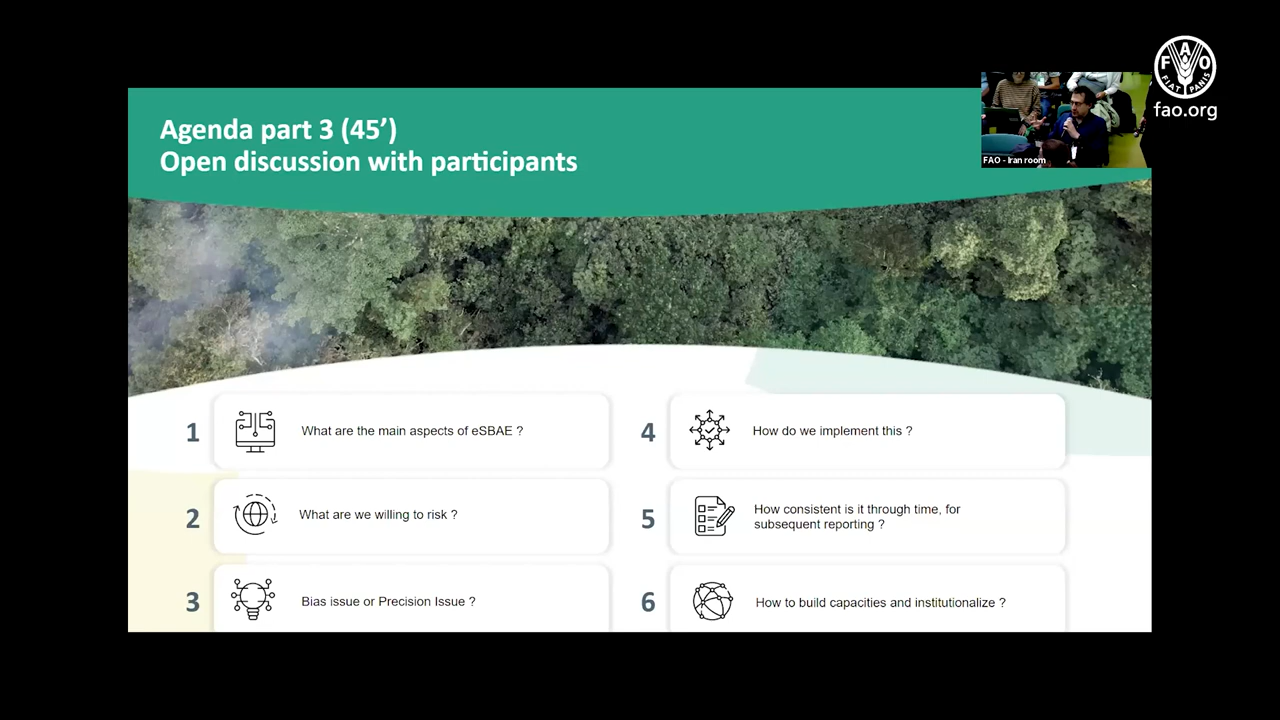 Agenda part 3 (45’)
Open discussion with participants
F A O
FIAT PANIS
fao.org
FAO - Iran room
1
What are the main aspects of eSBAE ?
2
What are we willing to risk ?
3
Bias issue or Precision Issue ?
4
How do we implement this ?
5
How consistent is it through time, for
subsequent reporting ?
6
How to build capacities and institutionalize ?